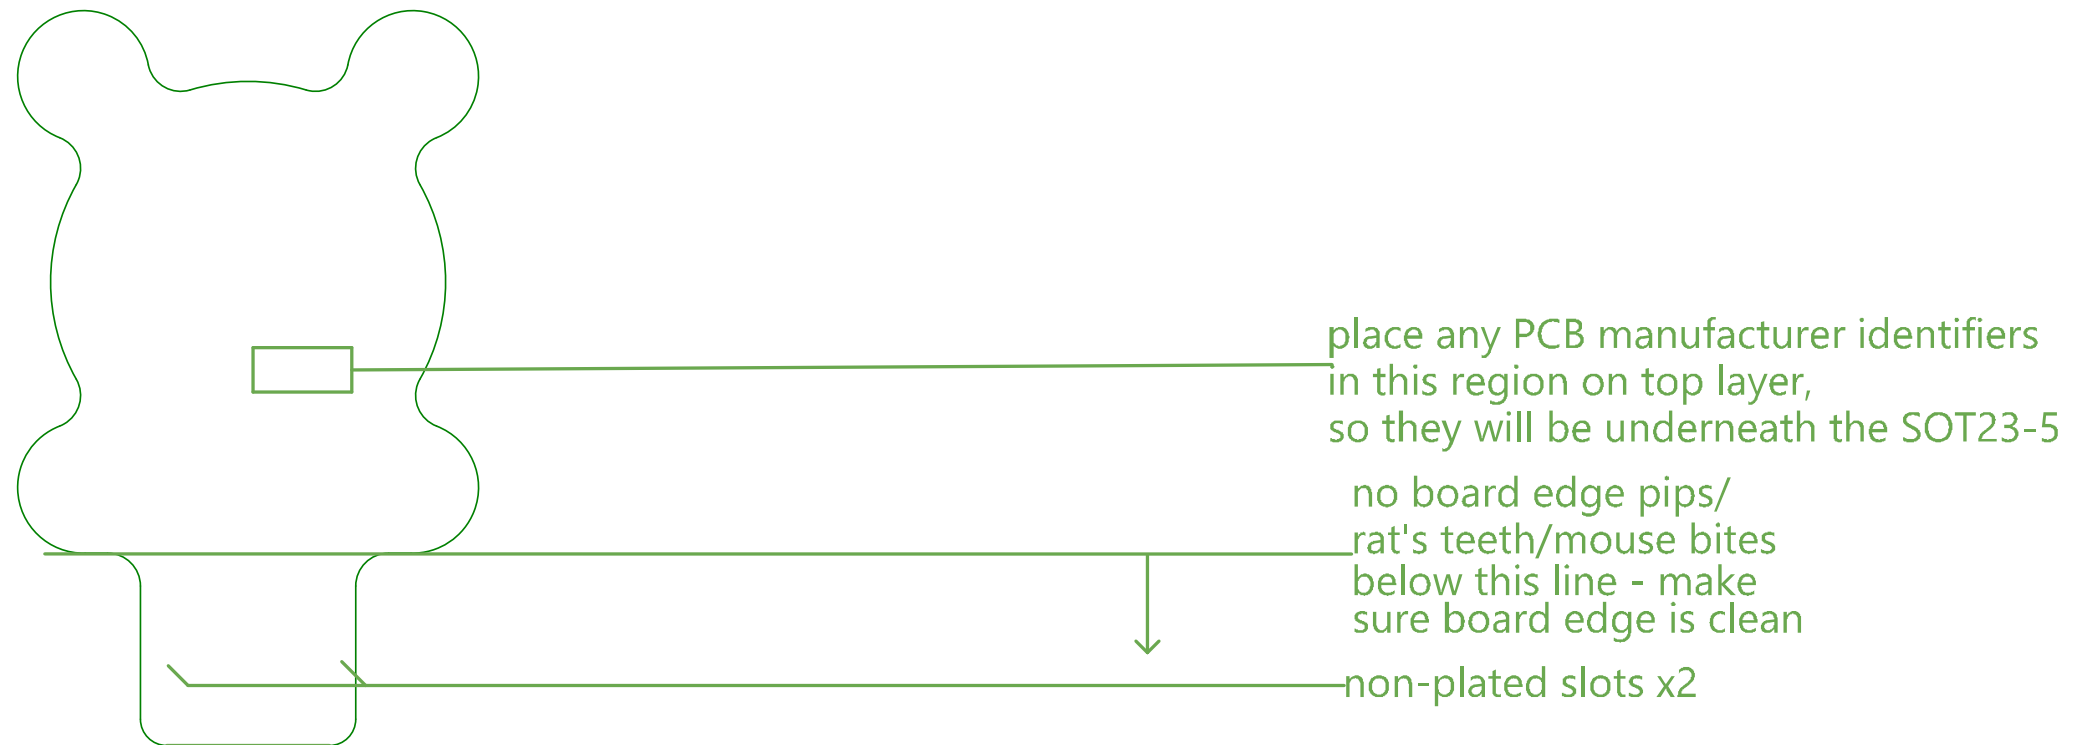 place any PCB manufacturer identifiers
in this region on top layer,
so they will be underneath the SOT23-5
no board edge pips/
rat's teeth/mouse bites
below this line - make
sure board edge is clean
non-plated slots x2